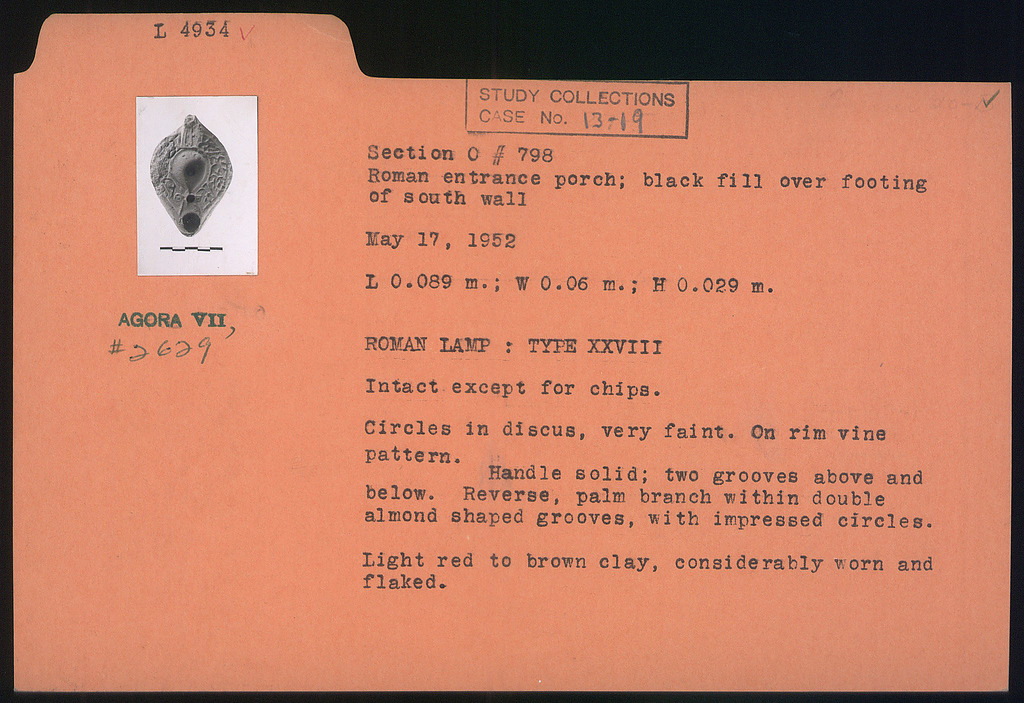 L 4934 ✓
STUDY COLLECTIONS
CASE No. 13-19
Section O # 798
Roman entrance porch; black fill over footing
of south wall
May 17, 1952
L 0.089 m.; W 0.06 m.; H 0.029 m.
AGORA VII,
#2629
ROMAN LAMP : TYPE XXVIII
Intact except for chips.
Circles in discus, very faint. On rim vine
pattern.
Handle solid; two grooves above and
below. Reverse, palm branch within double
almond shaped grooves, with impressed circles.
Light red to brown clay, considerably worn and
flaked.